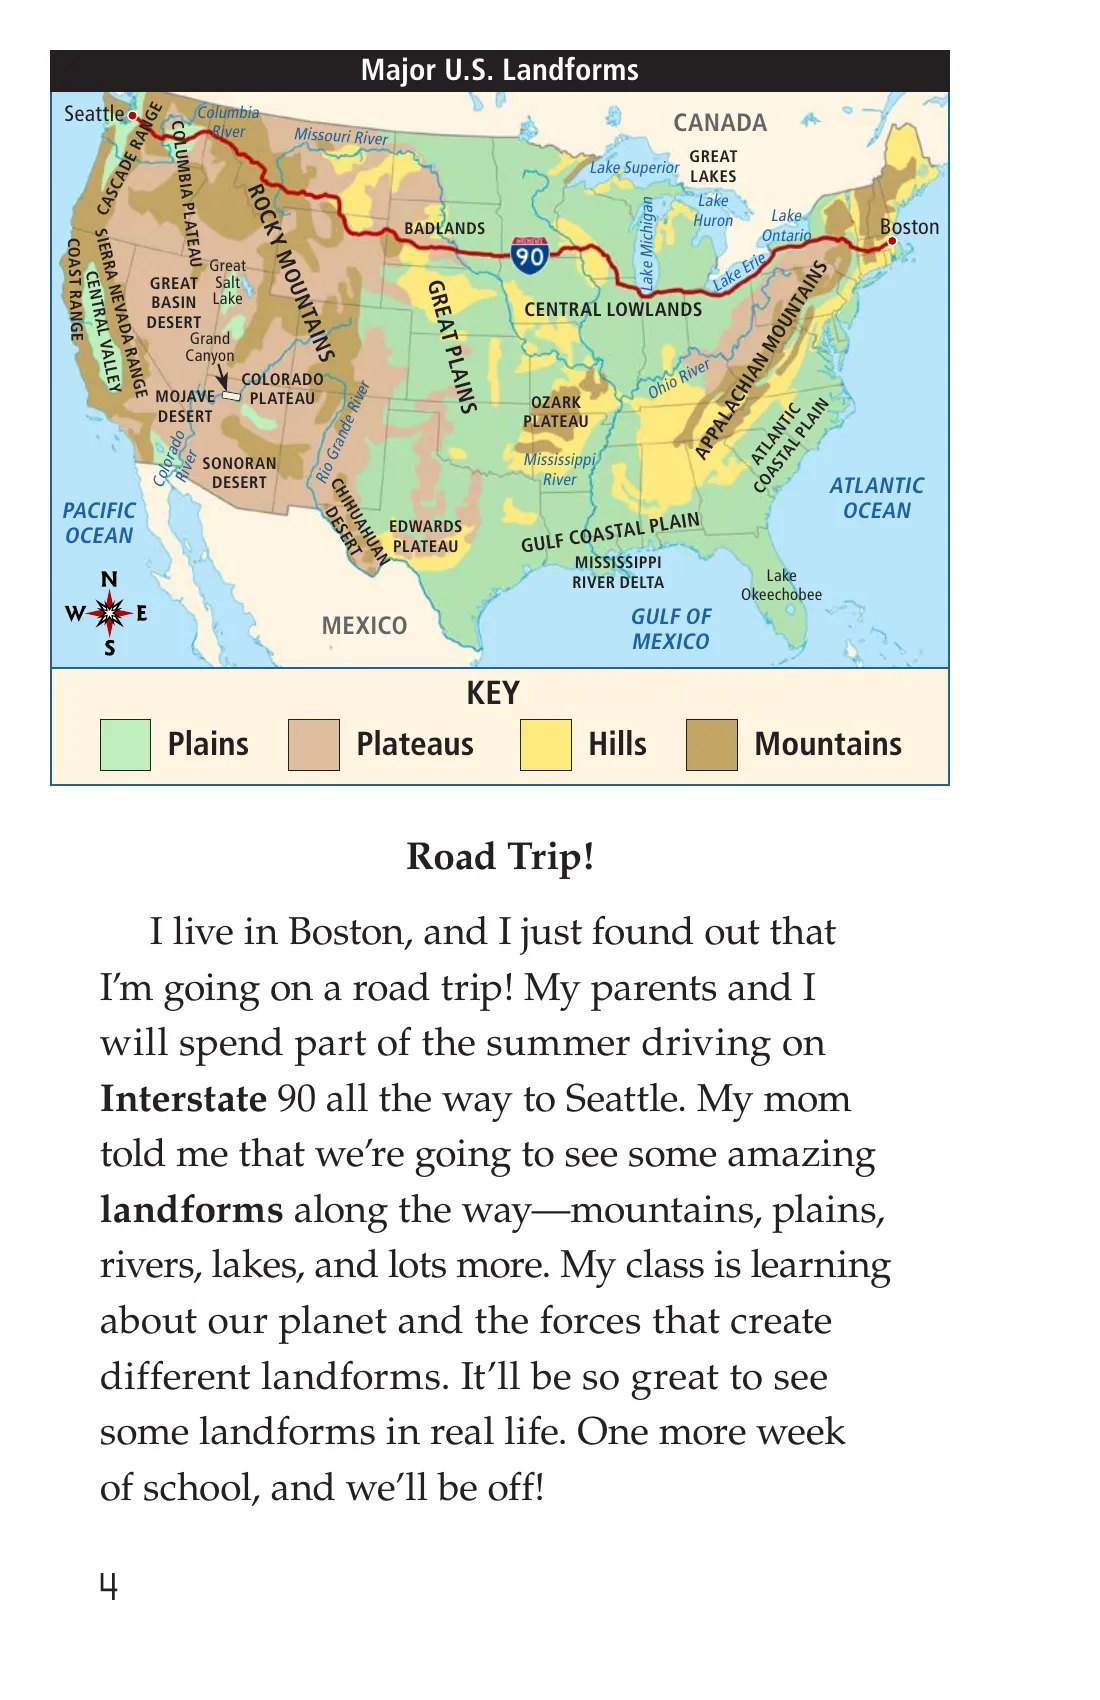 Major U.S. Landforms
Seattle
Columbia
River
Missouri River
CANADA
GREAT
LAKES
Lake Superior
Lake Michigan
Lake
Huron
Lake
Ontario
Lake Erie
Boston
CASCADE RANGE
COLUMBIA PLATEAU
ROCKY MOUNTAINS
BADLANDS
90
COAST RANGE
CENTRAL VALLEY
SIERRA NEVADA RANGE
GREAT
BASIN
DESERT
Great
Salt
Lake
Grand
Canyon
GREAT PLAINS
CENTRAL LOWLANDS
MOJAVE
DESERT
COLORADO
PLATEAU
Colorado
River
SONORAN
DESERT
Rio Grande River
CHIHUAHUAN
DESERT
EDWARDS
PLATEAU
OZARK
PLATEAU
Mississippi
River
Ohio River
APPALACHIAN MOUNTAINS
ATLANTIC
COASTAL PLAIN
GULF COASTAL PLAIN
MISSISSIPPI
RIVER DELTA
Lake
Okeechobee
PACIFIC
OCEAN
ATLANTIC
OCEAN
GULF OF
MEXICO
MEXICO
N
W E
S
KEY
Plains Plateaus Hills Mountains
Road Trip!
I live in Boston, and I just found out that
I’m going on a road trip! My parents and I
will spend part of the summer driving on
Interstate 90 all the way to Seattle. My mom
told me that we’re going to see some amazing
landforms along the way—mountains, plains,
rivers, lakes, and lots more. My class is learning
about our planet and the forces that create
different landforms. It’ll be so great to see
some landforms in real life. One more week
of school, and we’ll be off!
4